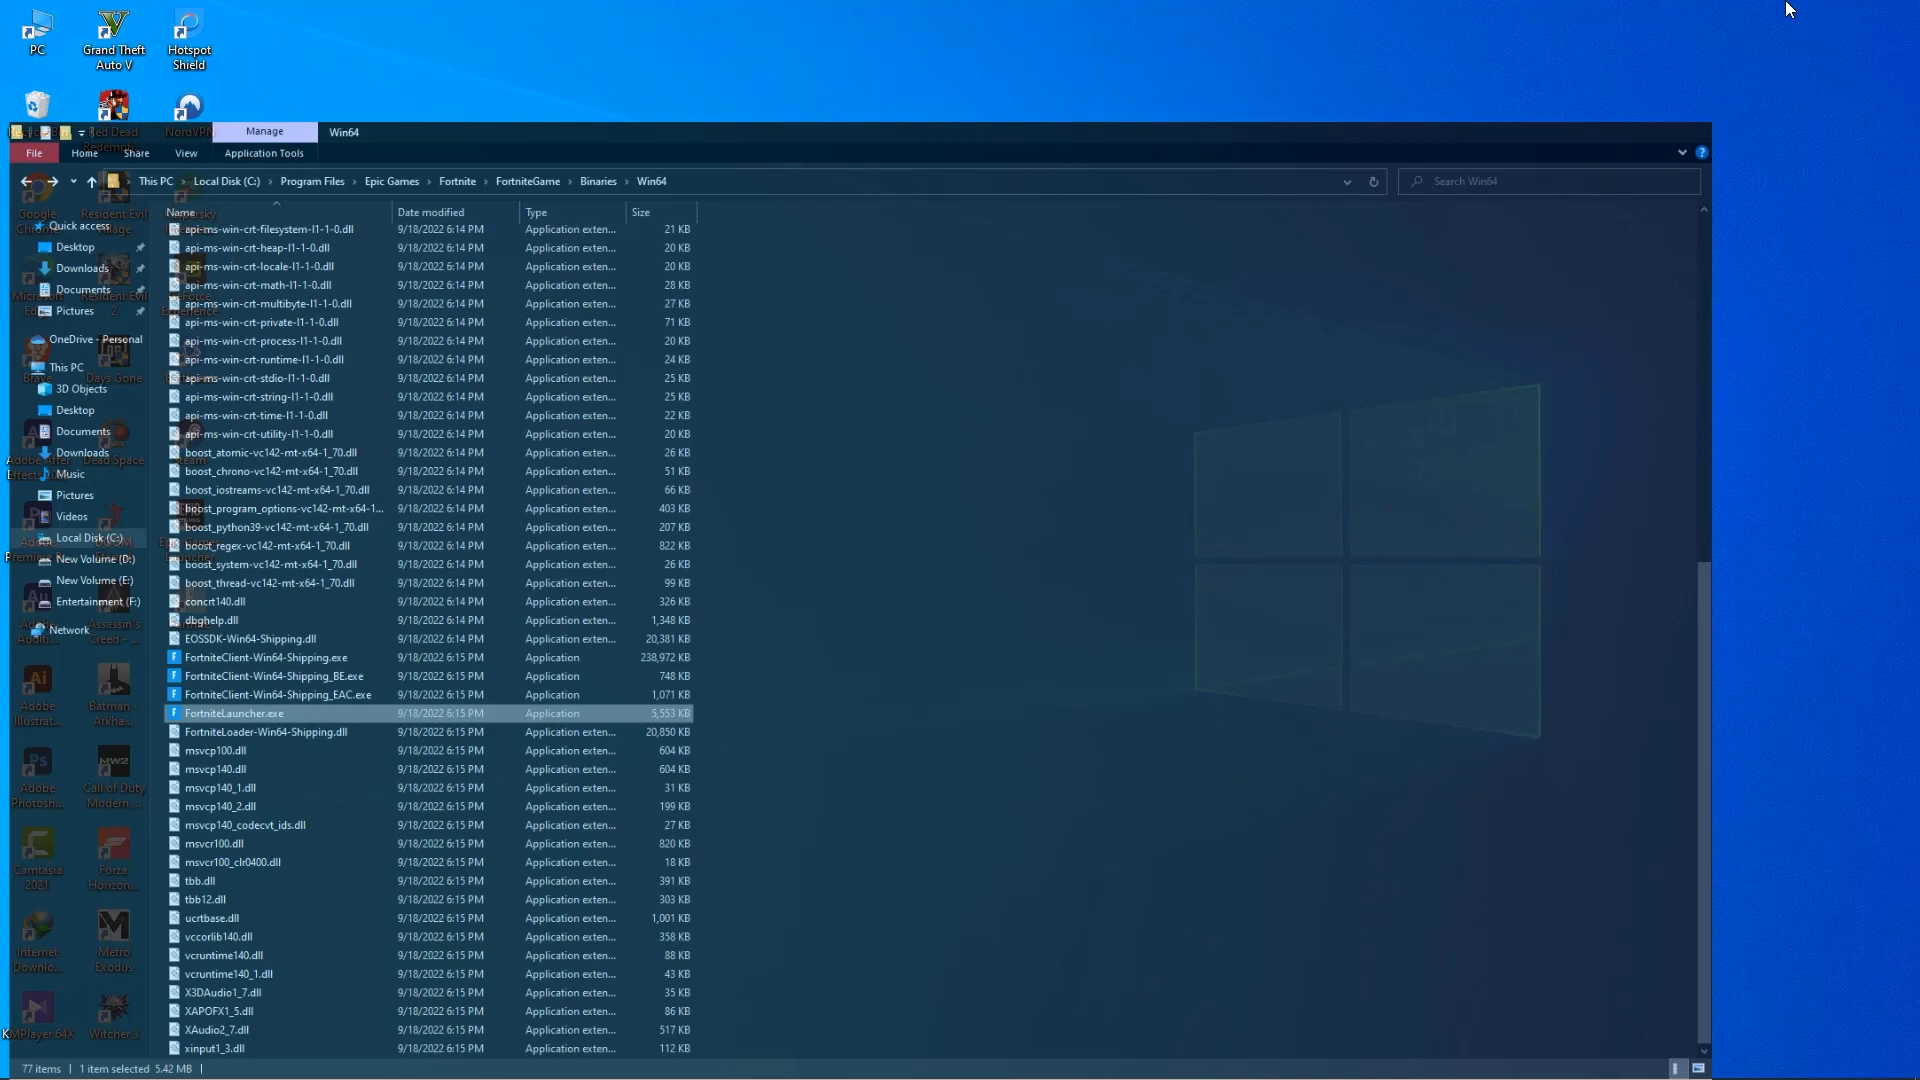 PC
Grand Theft
Auto V
Hotspot
Shield
Manage
Win64
Red Dead
NordVPN
File
Home
Share
View
Application Tools
This PC
Local Disk (C:)
Program Files
Epic Games
Fortnite
FortniteGame
Binaries
Win64
Search Win64
Name
Date modified
Type
Size
api-ms-win-crt-filesystem-l1-1-0.dll 9/18/2022 6:14 PM Application exten... 21 KB
api-ms-win-crt-heap-l1-1-0.dll 9/18/2022 6:14 PM Application exten... 20 KB
api-ms-win-crt-locale-l1-1-0.dll 9/18/2022 6:14 PM Application exten... 20 KB
api-ms-win-crt-math-l1-1-0.dll 9/18/2022 6:14 PM Application exten... 28 KB
api-ms-win-crt-multibyte-l1-1-0.dll 9/18/2022 6:14 PM Application exten... 27 KB
api-ms-win-crt-private-l1-1-0.dll 9/18/2022 6:14 PM Application exten... 71 KB
api-ms-win-crt-process-l1-1-0.dll 9/18/2022 6:14 PM Application exten... 20 KB
api-ms-win-crt-runtime-l1-1-0.dll 9/18/2022 6:14 PM Application exten... 24 KB
api-ms-win-crt-stdio-l1-1-0.dll 9/18/2022 6:14 PM Application exten... 25 KB
api-ms-win-crt-string-l1-1-0.dll 9/18/2022 6:14 PM Application exten... 25 KB
api-ms-win-crt-time-l1-1-0.dll 9/18/2022 6:14 PM Application exten... 22 KB
api-ms-win-crt-utility-l1-1-0.dll 9/18/2022 6:14 PM Application exten... 20 KB
boost_atomic-vc142-mt-x64-1_70.dll 9/18/2022 6:14 PM Application exten... 26 KB
boost_chrono-vc142-mt-x64-1_70.dll 9/18/2022 6:14 PM Application exten... 51 KB
boost_iostreams-vc142-mt-x64-1_70.dll 9/18/2022 6:14 PM Application exten... 66 KB
boost_program_options-vc142-mt-x64-1... 9/18/2022 6:14 PM Application exten... 403 KB
boost_python39-vc142-mt-x64-1_70.dll 9/18/2022 6:14 PM Application exten... 207 KB
boost_regex-vc142-mt-x64-1_70.dll 9/18/2022 6:14 PM Application exten... 822 KB
boost_system-vc142-mt-x64-1_70.dll 9/18/2022 6:14 PM Application exten... 26 KB
boost_thread-vc142-mt-x64-1_70.dll 9/18/2022 6:14 PM Application exten... 99 KB
concrt140.dll 9/18/2022 6:14 PM Application exten... 326 KB
dbghelp.dll 9/18/2022 6:14 PM Application exten... 1,348 KB
EOSSDK-Win64-Shipping.dll 9/18/2022 6:14 PM Application exten... 20,381 KB
FortniteClient-Win64-Shipping.exe 9/18/2022 6:15 PM Application 238,972 KB
FortniteClient-Win64-Shipping_BE.exe 9/18/2022 6:15 PM Application 748 KB
FortniteClient-Win64-Shipping_EAC.exe 9/18/2022 6:15 PM Application 1,071 KB
FortniteLauncher.exe 9/18/2022 6:15 PM Application 5,553 KB
FortniteLoader-Win64-Shipping.dll 9/18/2022 6:15 PM Application exten... 20,850 KB
msvcp100.dll 9/18/2022 6:15 PM Application exten... 604 KB
msvcp140.dll 9/18/2022 6:15 PM Application exten... 604 KB
msvcp140_1.dll 9/18/2022 6:15 PM Application exten... 31 KB
msvcp140_2.dll 9/18/2022 6:15 PM Application exten... 199 KB
msvcp140_codecvt_ids.dll 9/18/2022 6:15 PM Application exten... 27 KB
msvcr100.dll 9/18/2022 6:15 PM Application exten... 820 KB
msvcr100_clr0400.dll 9/18/2022 6:15 PM Application exten... 18 KB
tbb.dll 9/18/2022 6:15 PM Application exten... 391 KB
tbb12.dll 9/18/2022 6:15 PM Application exten... 303 KB
ucrtbase.dll 9/18/2022 6:15 PM Application exten... 1,001 KB
vccorlib140.dll 9/18/2022 6:15 PM Application exten... 358 KB
vcruntime140.dll 9/18/2022 6:15 PM Application exten... 88 KB
vcruntime140_1.dll 9/18/2022 6:15 PM Application exten... 43 KB
X3DAudio1_7.dll 9/18/2022 6:15 PM Application exten... 35 KB
XAPOFX1_5.dll 9/18/2022 6:15 PM Application exten... 86 KB
XAudio2_7.dll 9/18/2022 6:15 PM Application exten... 517 KB
xinput1_3.dll 9/18/2022 6:15 PM Application exten... 112 KB
Quick access
Desktop
Downloads
Documents
Pictures
OneDrive - Personal
This PC
3D Objects
Desktop
Documents
Downloads
Music
Pictures
Videos
Local Disk (C:)
New Volume (D:)
New Volume (E:)
Entertainment (F:)
Network
Google
Resident Evil
Village
Resident Evil
2
Days Gone
Dead Space
Assassin's
Creed - ...
Ai
Adobe
Illustrat...
Batman -
Arkha...
Ps
Adobe
Photosh...
MW2
Call of Duty
Modern ...
Camtasia
2021
Forza
Horizon...
Internet
Downlo...
Metro
Exodus
KMPlayer 64X
Witcher 3
77 items
1 item selected 5.42 MB